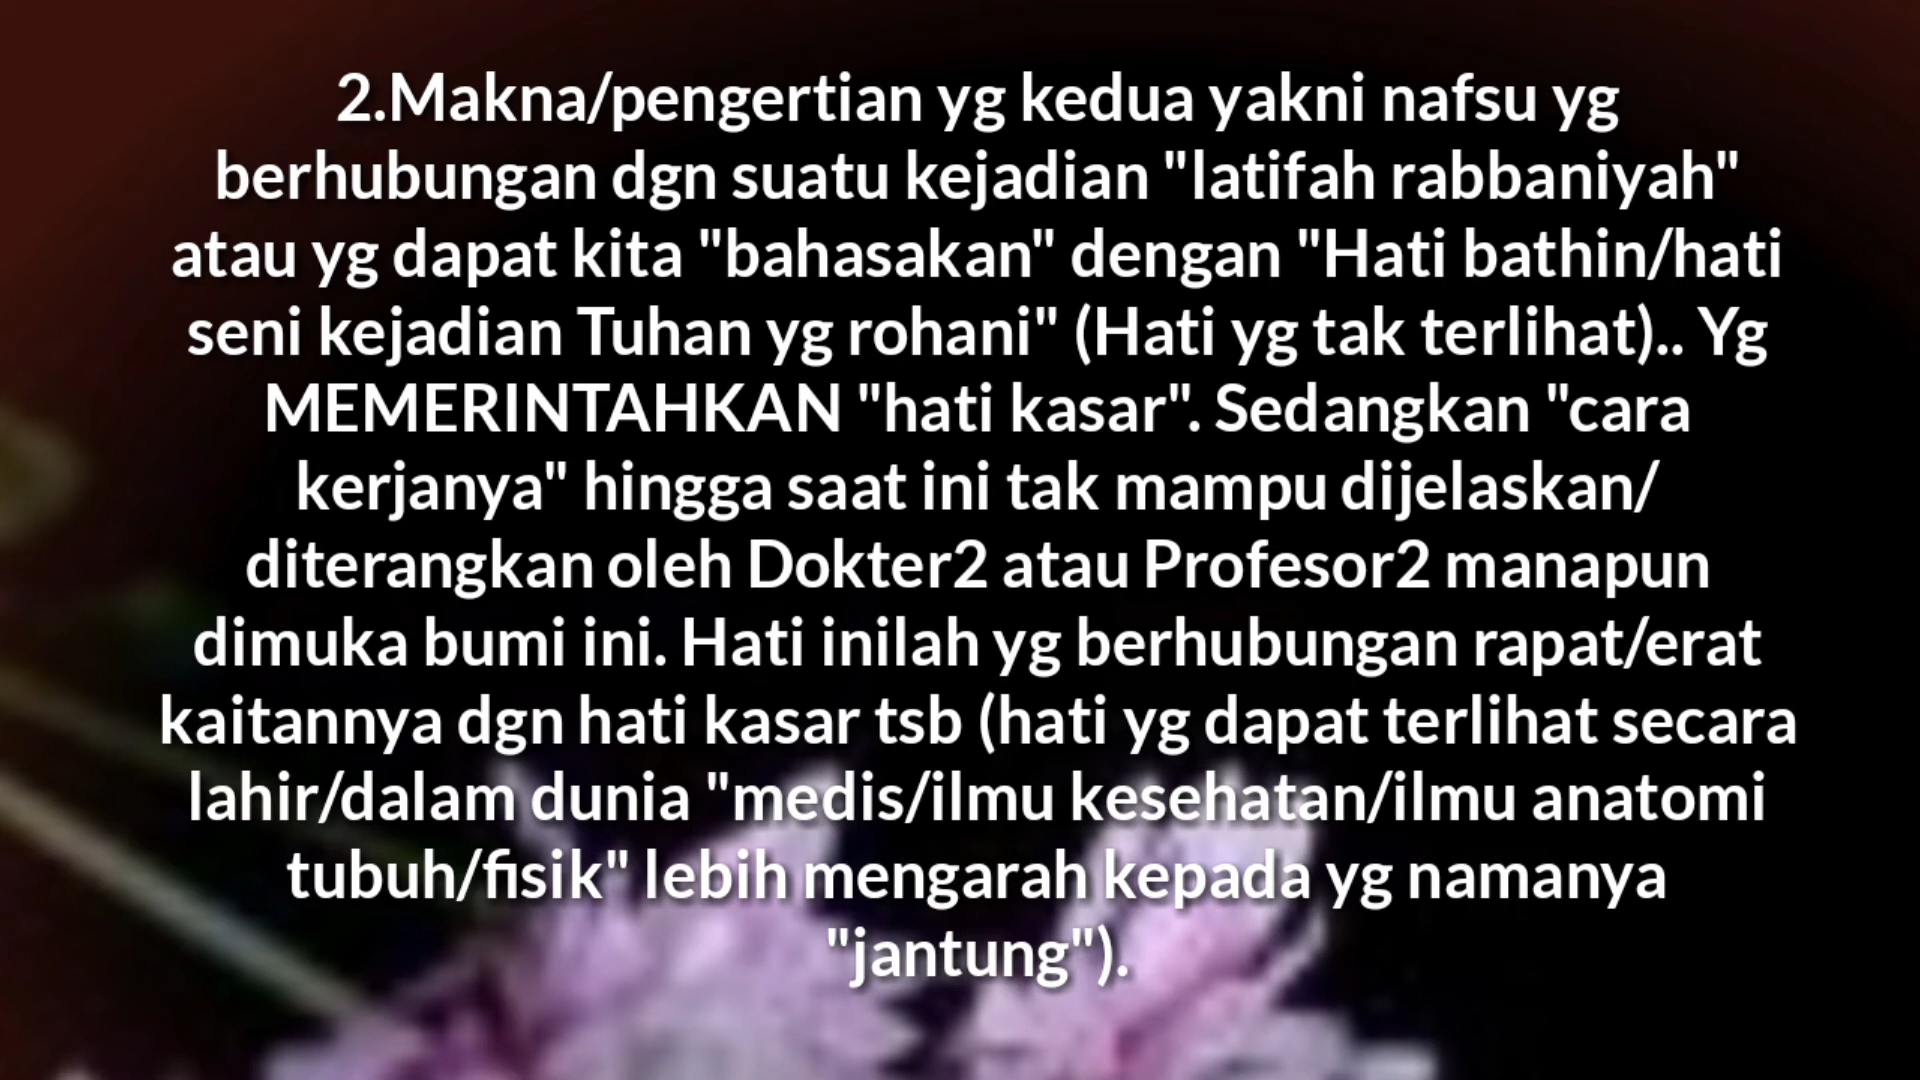 2.Makna/pengertian yg kedua yakni nafsu yg
berhubungan dgn suatu kejadian "latifah rabbaniyah"
atau yg dapat kita "bahasakan" dengan "Hati bathin/hati
seni kejadian Tuhan yg rohani" (Hati yg tak terlihat).. Yg
MEMERINTAHKAN "hati kasar". Sedangkan "cara
kerjanya" hingga saat ini tak mampu dijelaskan/
diterangkan oleh Dokter2 atau Profesor2 manapun
dimuka bumi ini. Hati inilah yg berhubungan rapat/erat
kaitannya dgn hati kasar tsb (hati yg dapat terlihat secara
lahir/dalam dunia "medis/ilmu kesehatan/ilmu anatomi
tubuh/fisik" lebih mengarah kepada yg namanya
"jantung").